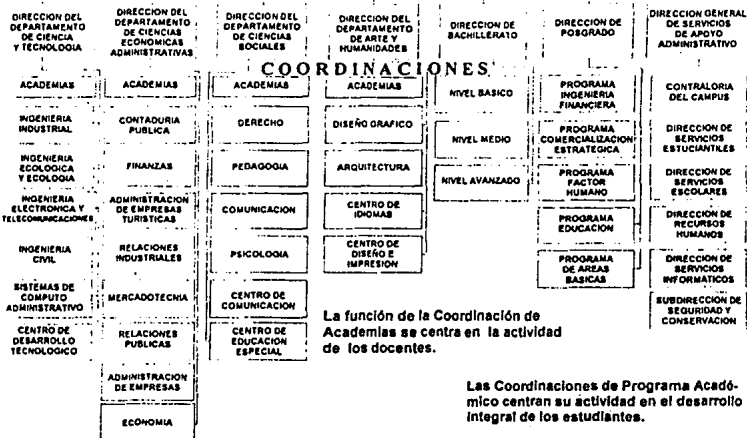 DIRECCION DEL
DEPARTAMENTO
DE CIENCIA
Y TECNOLOGIA
ACADEMIAS
INGENIERIA
INDUSTRIAL
INGENIERIA
ECOLOGICA
Y ECOLOGIA
INGENIERIA
ELECTRONICA Y
TELECOMUNICACIONES
INGENIERIA
CIVIL
SISTEMAS DE
COMPUTO
ADMINISTRATIVO
CENTRO DE
DESARROLLO
TECNOLOGICO
DIRECCION DEL
DEPARTAMENTO
DE CIENCIAS
ECONOMICAS
ADMINISTRATIVAS
ACADEMIAS
CONTADURIA
PUBLICA
FINANZAS
ADMINISTRACION
DE EMPRESAS
TURISTICAS
RELACIONES
INDUSTRIALES
MERCADOTECNIA
RELACIONES
PUBLICAS
ADMINISTRACION
DE EMPRESAS
ECONOMIA
DIRECCION DEL
DEPARTAMENTO
DE CIENCIAS
SOCIALES
COORDINACIONES
ACADEMIAS
DERECHO
PEDAGOGIA
COMUNICACION
PSICOLOGIA
CENTRO DE
COMUNICACION
CENTRO DE
EDUCACION
ESPECIAL
DIRECCION DEL
DEPARTAMENTO
DE ARTE Y
HUMANIDADES
ACADEMIAS
DISEÑO GRAFICO
ARQUITECTURA
CENTRO DE
IDIOMAS
CENTRO DE
DISEÑO E
IMPRESION
DIRECCION DE
BACHILLERATO
NIVEL BASICO
NIVEL MEDIO
NIVEL AVANZADO
DIRECCION DE
POSGRADO
PROGRAMA
INGENIERIA
FINANCIERA
PROGRAMA
COMERCIALIZACION
ESTRATEGICA
PROGRAMA
FACTOR
HUMANO
PROGRAMA
EDUCACION
PROGRAMA
DE AREAS
BASICAS
DIRECCION GENERAL
DE SERVICIOS
DE APOYO
ADMINISTRATIVO
CONTRALORIA
DEL CAMPUS
DIRECCION DE
SERVICIOS
ESTUCIANTILES
DIRECCION DE
SERVICIOS
ESCOLARES
DIRECCION DE
RECURSOS
HUMANOS
DIRECCION DE
SERVICIOS
INFORMATICOS
SUBDIRECCION DE
SEGURIDAD Y
CONSERVACION
La función de la Coordinación de
Academias se centra en la actividad
de los docentes.
Las Coordinaciones de Programa Acadé-
mico centran su actividad en el desarrollo
integral de los estudiantes.